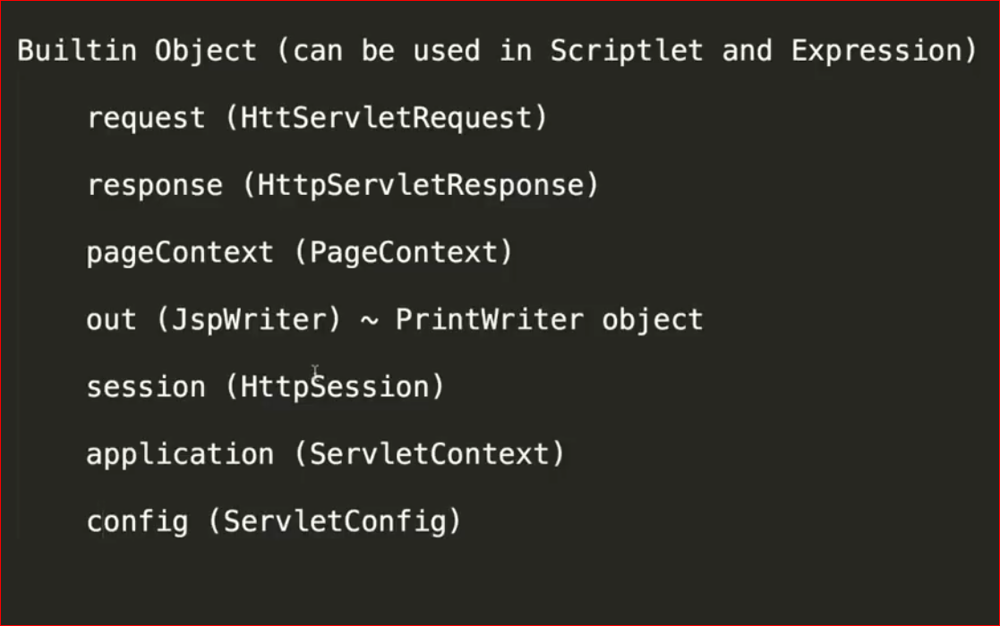 Builtin Object (can be used in Scriptlet and Expression)
request (HttServletRequest)
response (HttpServletResponse)
pageContext (PageContext)
out (JspWriter) ~ PrintWriter object
session (HttpSession)
application (ServletContext)
config (ServletConfig)